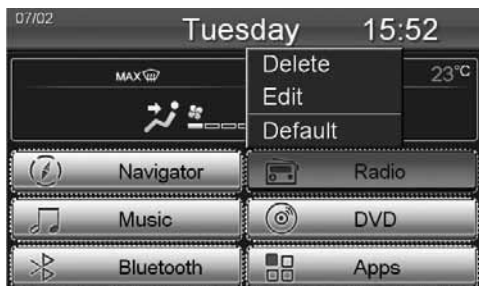 07/02 Tuesday 15:52
MAX
23°C
Delete
Edit
Default
Navigator
Radio
Music
DVD
Bluetooth
Apps